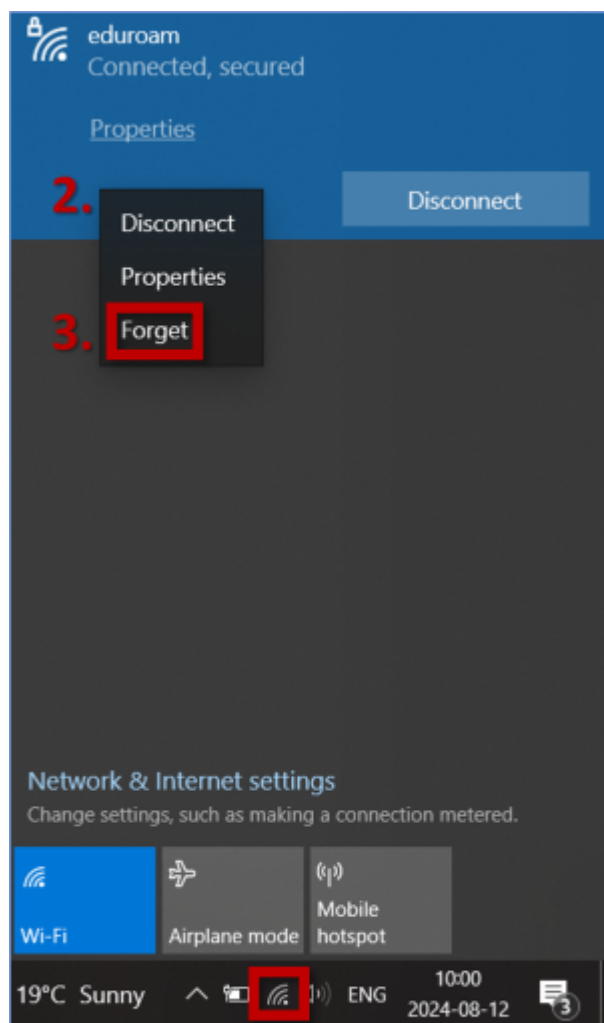 eduroam
Connected, secured
Properties
2.
Disconnect
Disconnect
Properties
3.
Forget
Network & Internet settings
Change settings, such as making a connection metered.
Wi-Fi
Airplane mode
Mobile
hotspot
19°C Sunny
ENG
10:00
2024-08-12
3